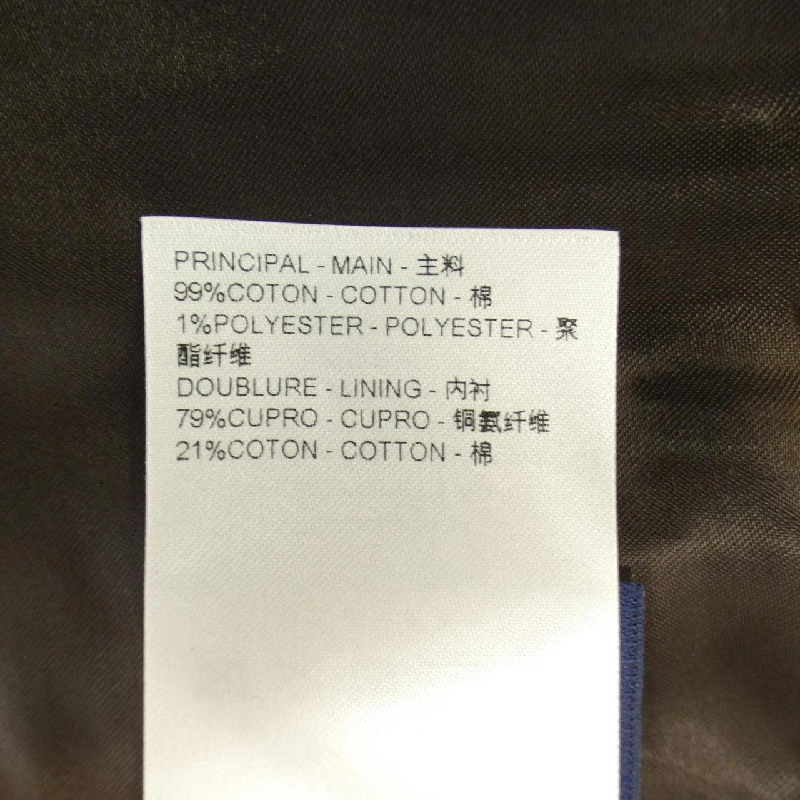 PRINCIPAL - MAIN - 主料
99%COTON - COTTON - 棉
1%POLYESTER - POLYESTER - 聚
酯纤维
DOUBLURE - LINING - 内衬
79%CUPRO - CUPRO - 铜氨纤维
21%COTON - COTTON - 棉